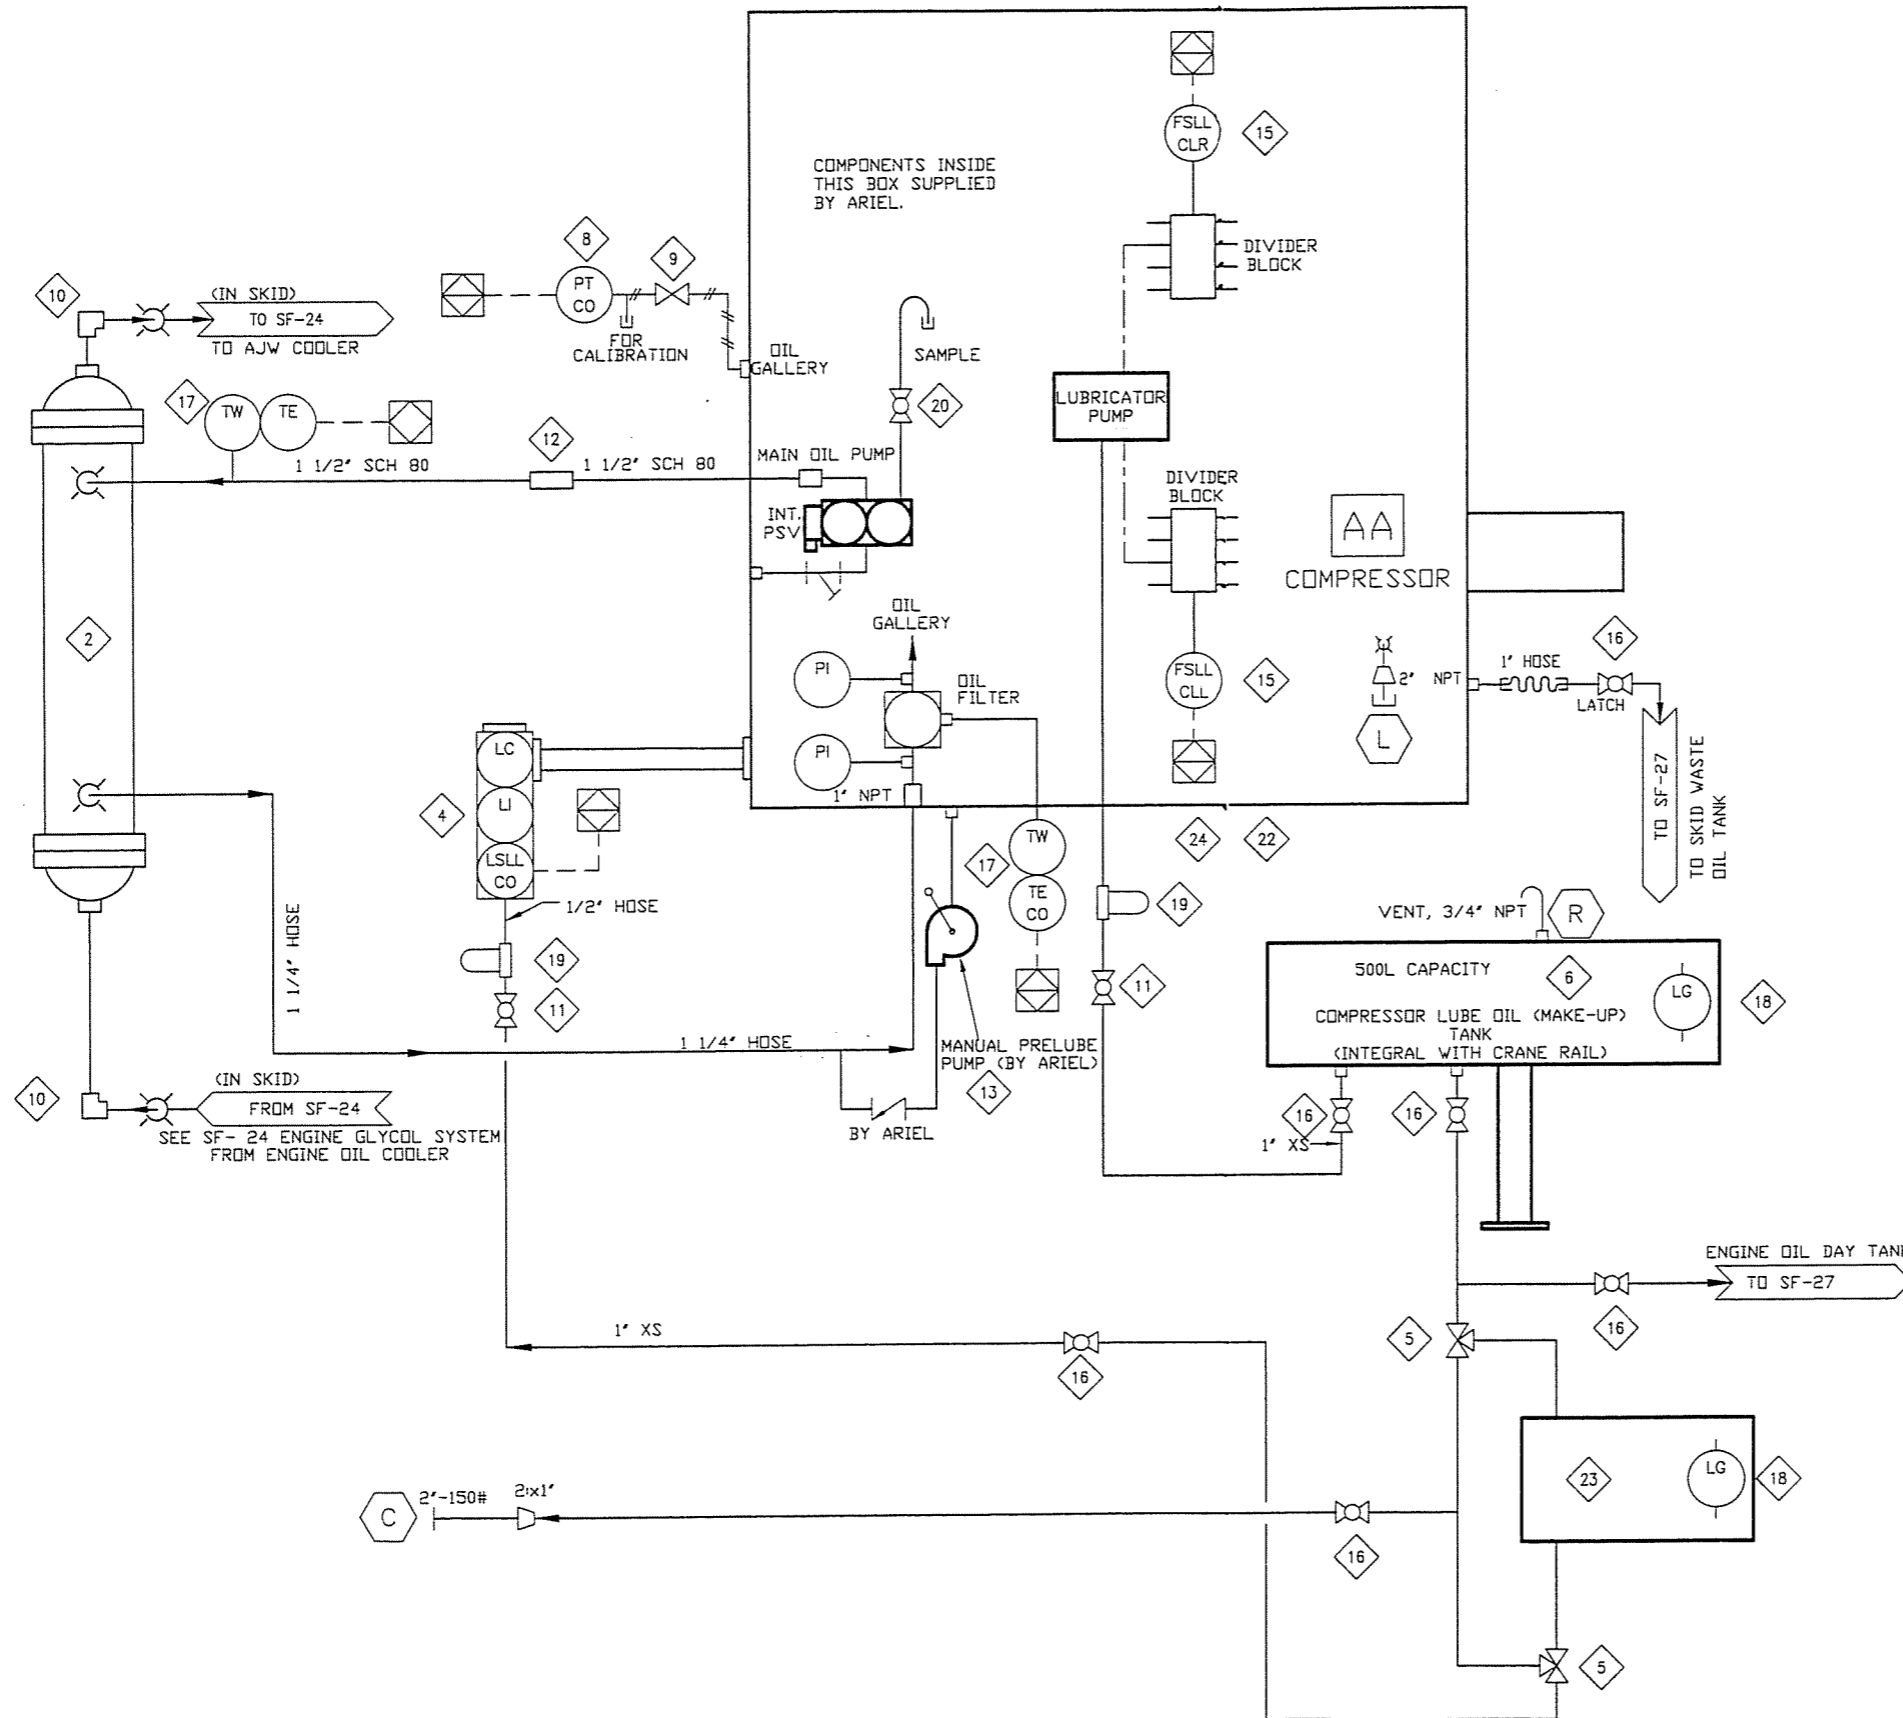 FSLL
CLR
15
COMPONENTS INSIDE
THIS BOX SUPPLIED
BY ARIEL.
DIVIDER
BLOCK
8
9
PT
CO
FOR
CALIBRATION
OIL
GALLERY
10
(IN SKID)
TO SF-24
TO AJW COOLER
SAMPLE
20
LUBRICATOR
PUMP
17
TW
TE
12
1 1/2" SCH 80
1 1/2" SCH 80
MAIN OIL PUMP
INT.
PSV
DIVIDER
BLOCK
AA
COMPRESSOR
2
OIL
GALLERY
PI
OIL
FILTER
PI
1" NPT
FSLL
CLL
15
2" NPT
L
1" HOSE
16
LATCH
TO SF-27
TO SKID WASTE
OIL TANK
4
LC
LI
LSLL
CO
1/2" HOSE
19
11
1 1/4" HOSE
1 1/4" HOSE
17
TW
TE
CO
24
22
19
11
MANUAL PRELUBE
PUMP (BY ARIEL)
13
BY ARIEL
VENT, 3/4" NPT
R
500L CAPACITY
6
LG
18
COMPRESSOR LUBE OIL (MAKE-UP)
TANK
(INTEGRAL WITH CRANE RAIL)
10
(IN SKID)
FROM SF-24
SEE SF- 24 ENGINE GLYCOL SYSTEM
FROM ENGINE OIL COOLER
16
1" XS
16
ENGINE OIL DAY TANK
TO SF-27
16
5
1" XS
16
23
LG
18
C
2"-150#
2"x1"
16
5